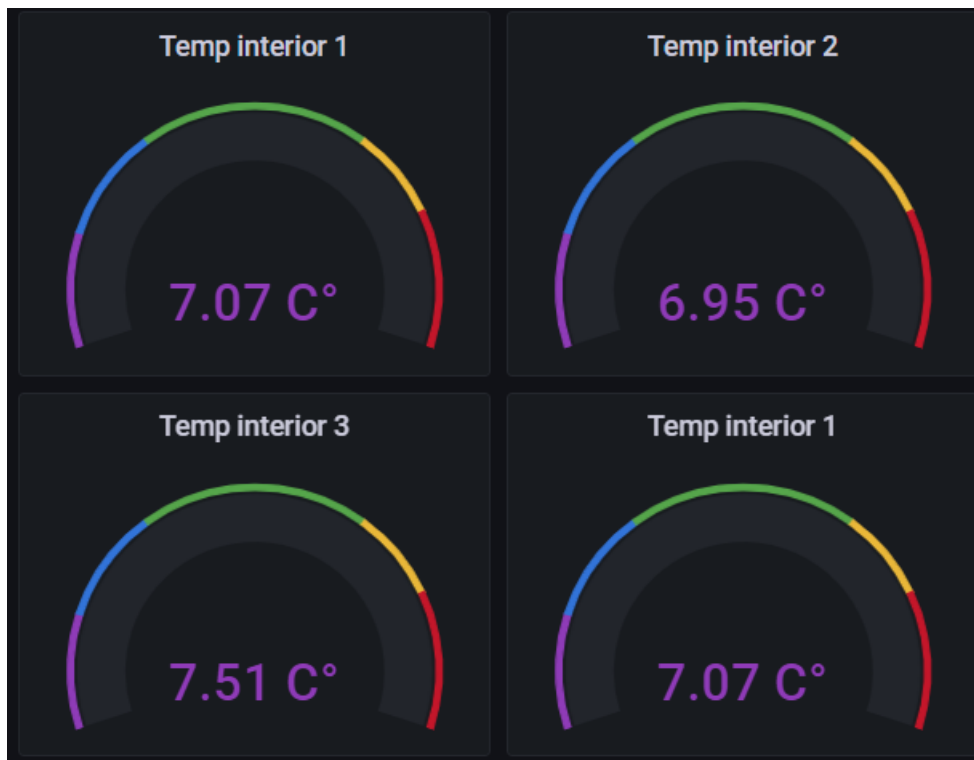 Temp interior 1
7.07 C°
Temp interior 2
6.95 C°
Temp interior 3
7.51 C°
Temp interior 1
7.07 C°